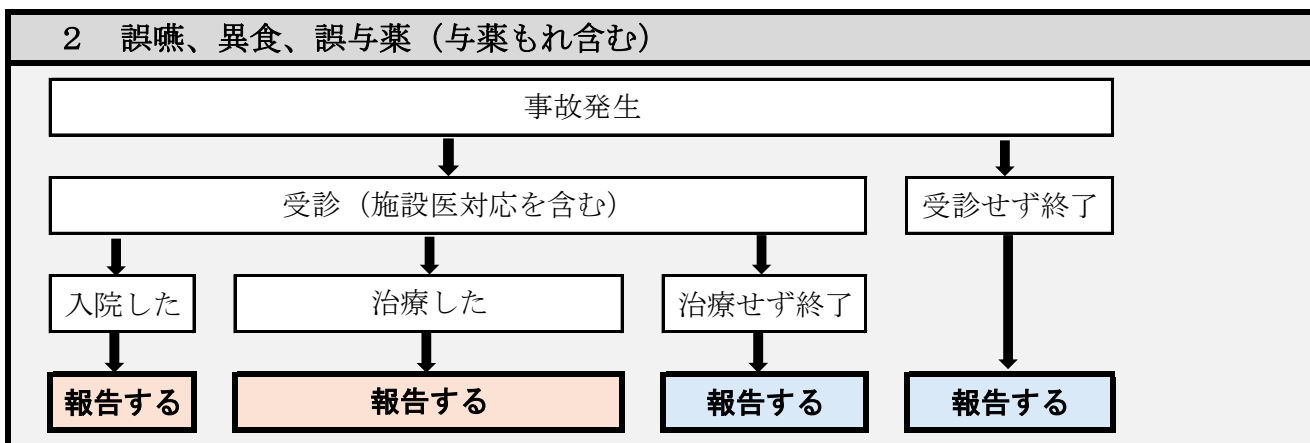 ２　誤嚥、異食、誤与薬（与薬もれ含む）
事故発生
受診（施設医対応を含む）
受診せず終了
入院した
治療した
治療せず終了
報告する
報告する
報告する
報告する